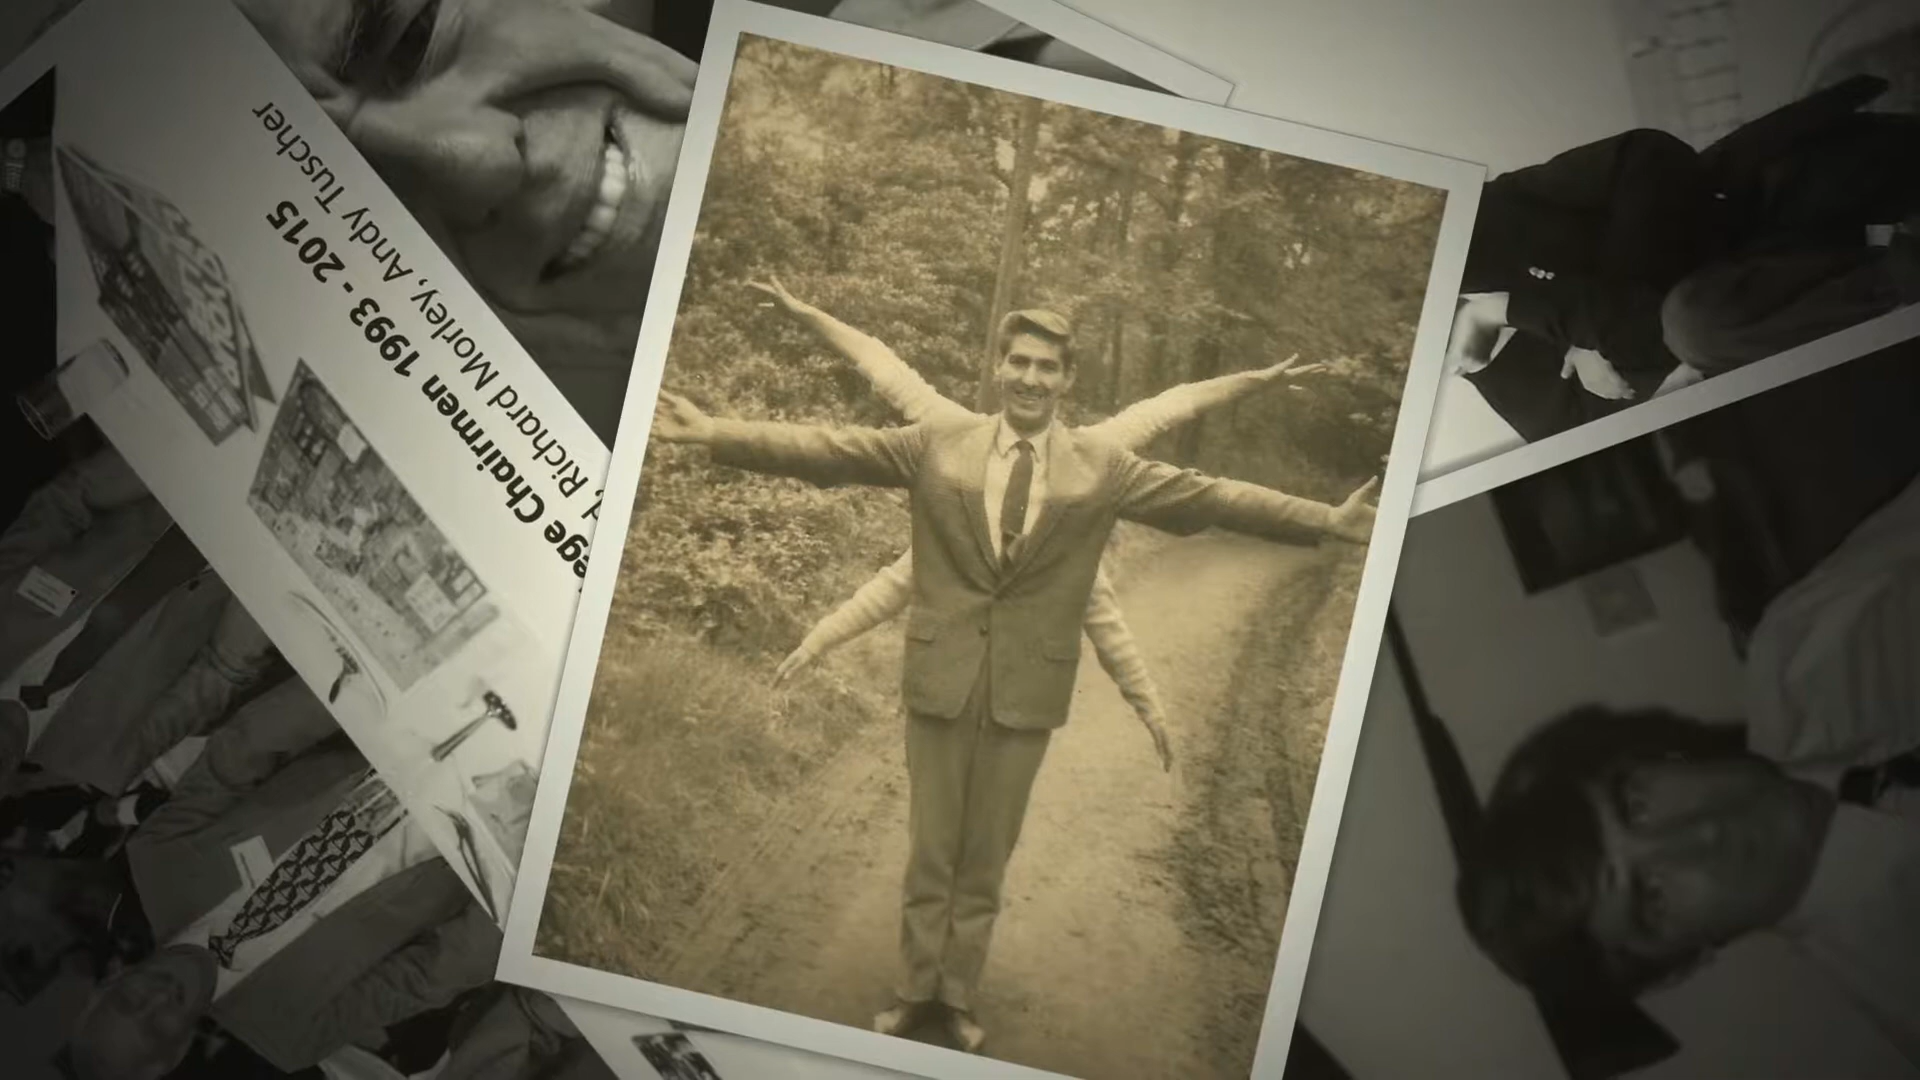 ege Chairmen 1993 - 2015
d, Richard Morley, Andy Tuscher